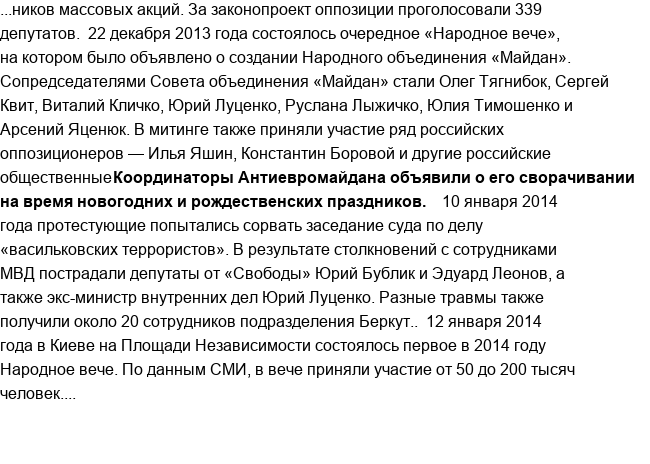 ...ников массовых акций. За законопроект оппозиции проголосовали 339
депутатов.  22 декабря 2013 года состоялось очередное «Народное вече»,
на котором было объявлено о создании Народного объединения «Майдан».
Сопредседателями Совета объединения «Майдан» стали Олег Тягнибок, Сергей
Квит, Виталий Кличко, Юрий Луценко, Руслана Лыжичко, Юлия Тимошенко и
Арсений Яценюк. В митинге также приняли участие ряд российских
оппозиционеров — Илья Яшин, Константин Боровой и другие российские
общественныеКоординаторы Антиевромайдана объявили о его сворачивании
на время новогодних и рождественских праздников.   10 января 2014
года протестующие попытались сорвать заседание суда по делу
«васильковских террористов». В результате столкновений с сотрудниками
МВД пострадали депутаты от «Свободы» Юрий Бублик и Эдуард Леонов, а
также экс-министр внутренних дел Юрий Луценко. Разные травмы также
получили около 20 сотрудников подразделения Беркут..  12 января 2014
года в Киеве на Площади Независимости состоялось первое в 2014 году
Народное вече. По данным СМИ, в вече приняли участие от 50 до 200 тысяч
человек....